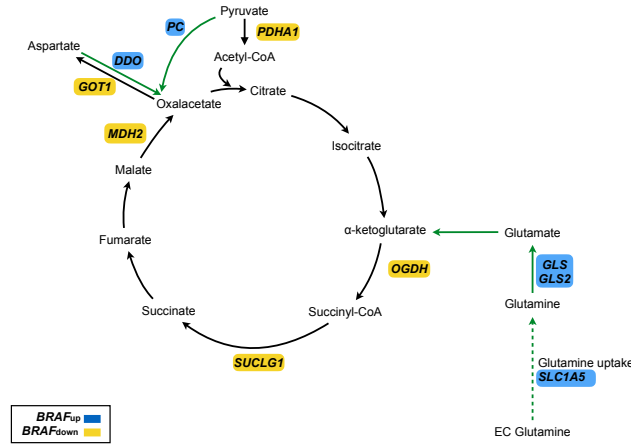 Pyruvate
PC
PDHA1
Aspartate
DDO
Acetyl-CoA
GOT1
Citrate
Oxalacetate
MDH2
Isocitrate
Malate
α-ketoglutarate
Glutamate
Fumarate
OGDH
GLS
GLS2
Succinate
Succinyl-CoA
Glutamine
SUCLG1
Glutamine uptake
SLC1A5
BRAFup
BRAFdown
EC Glutamine